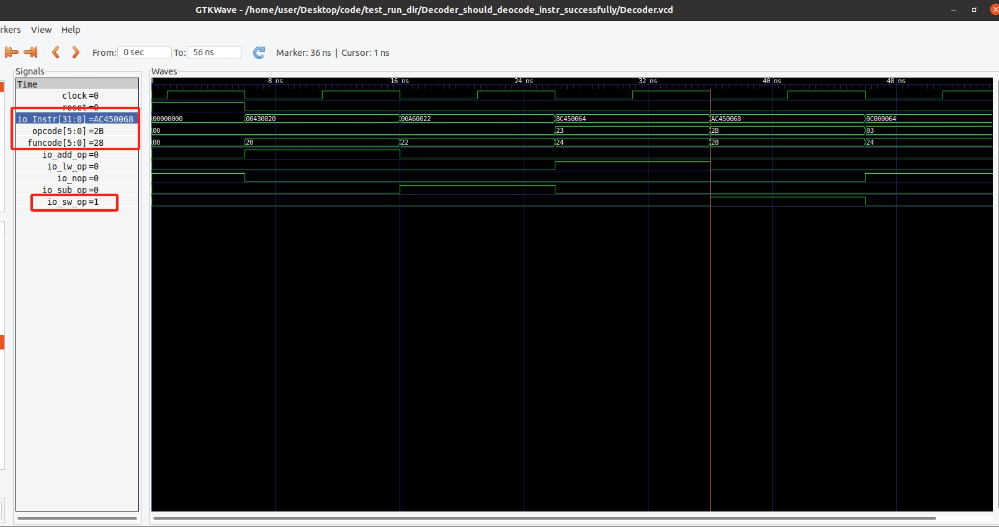 GTKWave - /home/user/Desktop/code/test_run_dir/Decoder_should_deocode_instr_successfully/Decoder.vcd
rkers View Help
From: 0 sec To: 56 ns Marker: 36 ns | Cursor: 1 ns
Signals
Waves
Time
0 8 ns 16 ns 24 ns 32 ns 40 ns 48 ns
clock=0
reset=0
io_Instr[31:0]=AC450068 00000000 00430820 00A60022 8C450064 AC450068 0C000064
opcode[5:0]=2B 00 23 2B 03
funcode[5:0]=28 00 20 22 24 28 24
io_add_op=0
io_lw_op=0
io_nop=0
io_sub_op=0
io_sw_op=1